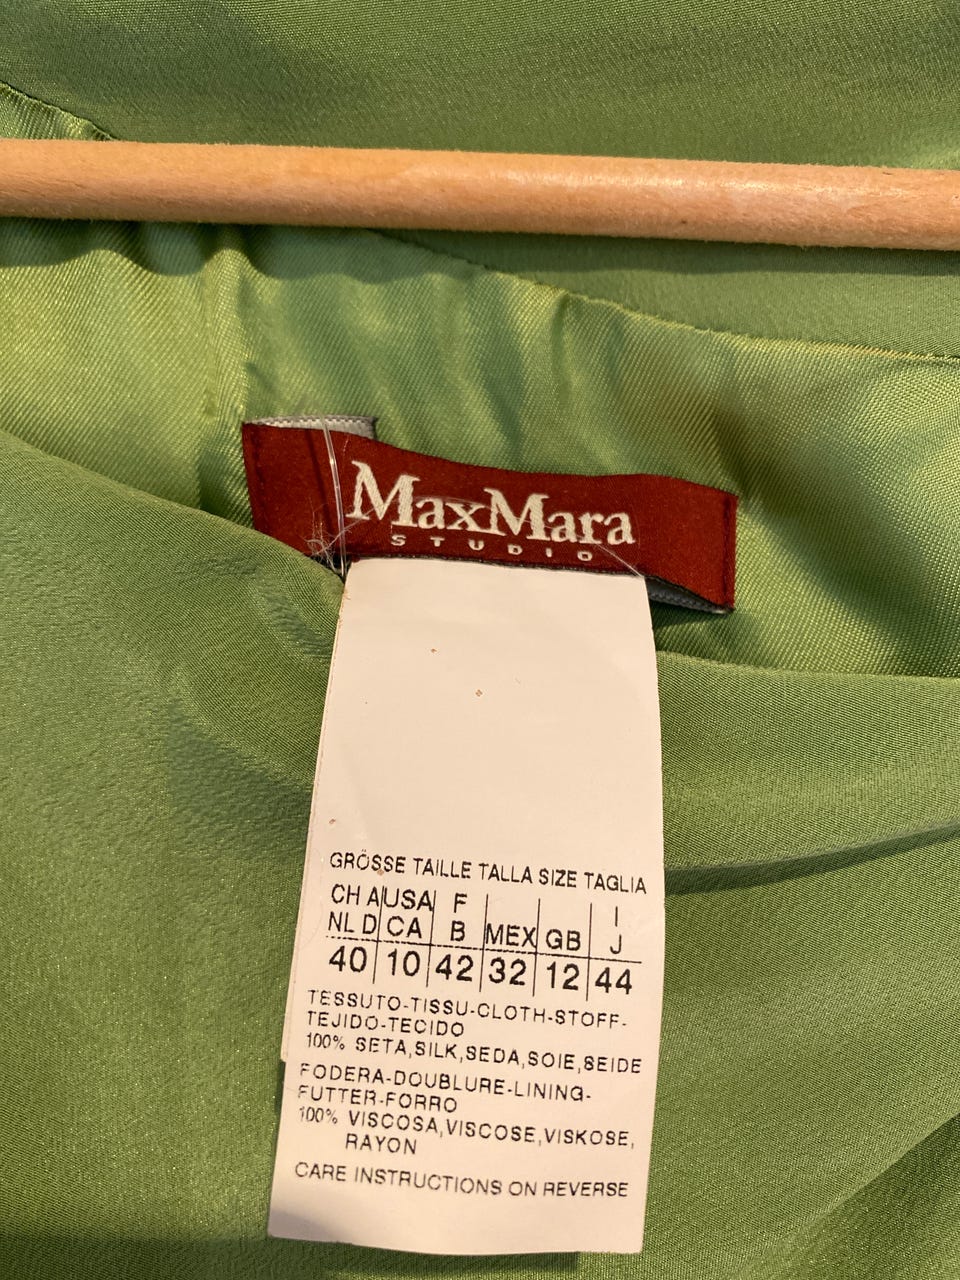 MaxMara
STUDIO
GRÖSSE TAILLE TALLA SIZE TAGLIA
CH A USA F I
NL D CA B MEX GB J
40 10 42 32 12 44
TESSUTO-TISSU-CLOTH-STOFF-
TEJIDO-TECIDO
100% SETA,SILK,SEDA,SOIE,SEIDE
FODERA-DOUBLURE-LINING-
FUTTER-FORRO
100% VISCOSA,VISCOSE,VISKOSE,
RAYON
CARE INSTRUCTIONS ON REVERSE